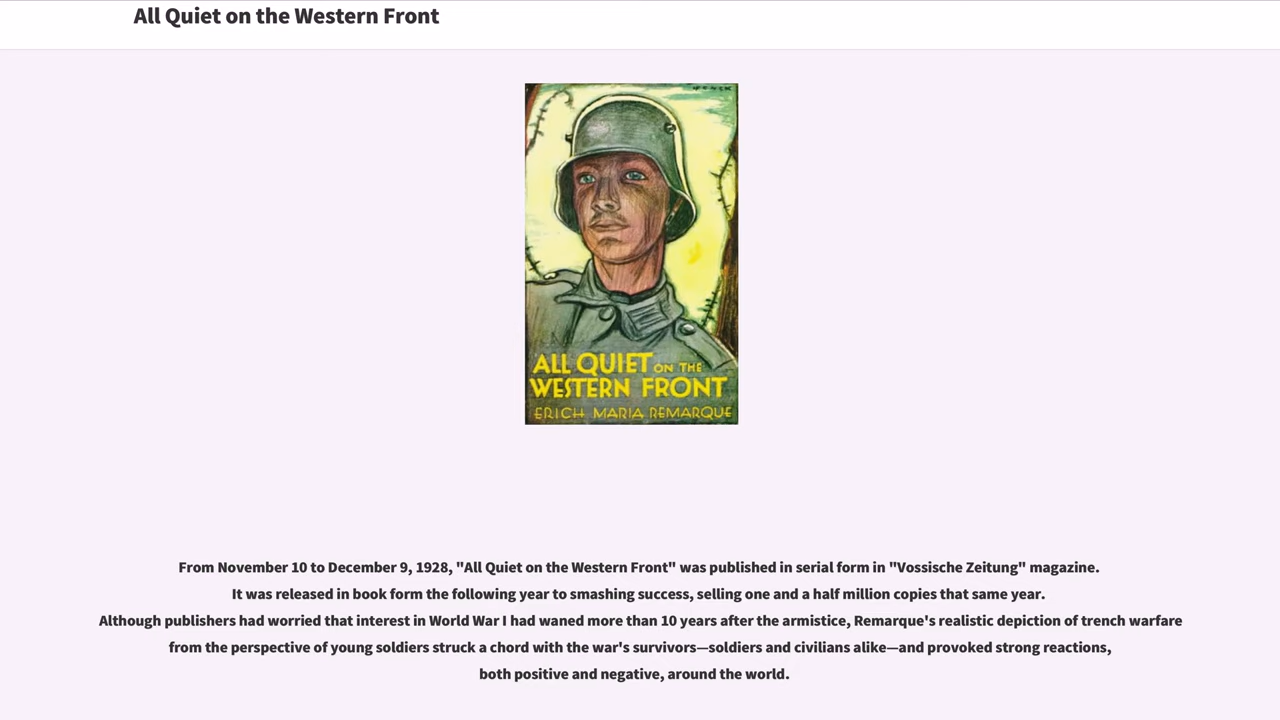 All Quiet on the Western Front
ALL QUIET ON THE
WESTERN FRONT
ERICH MARIA REMARQUE
From November 10 to December 9, 1928, "All Quiet on the Western Front" was published in serial form in "Vossische Zeitung" magazine.
It was released in book form the following year to smashing success, selling one and a half million copies that same year.
Although publishers had worried that interest in World War I had waned more than 10 years after the armistice, Remarque's realistic depiction of trench warfare
from the perspective of young soldiers struck a chord with the war's survivors—soldiers and civilians alike—and provoked strong reactions,
both positive and negative, around the world.